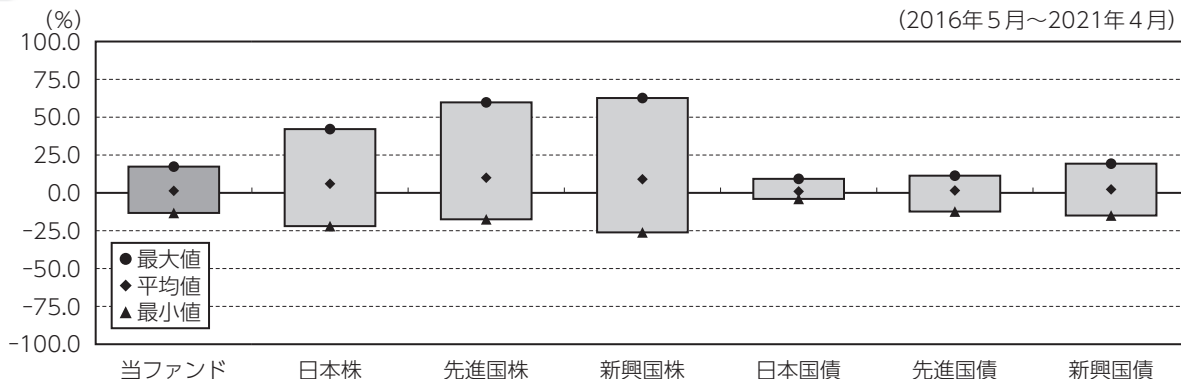 (%)
(2016年5月～2021年4月)
100.0
75.0
50.0
25.0
0.0
-25.0
-50.0
-75.0
-100.0
●最大値
◆平均値
▲最小値
当ファンド 日本株 先進国株 新興国株 日本国債 先進国債 新興国債